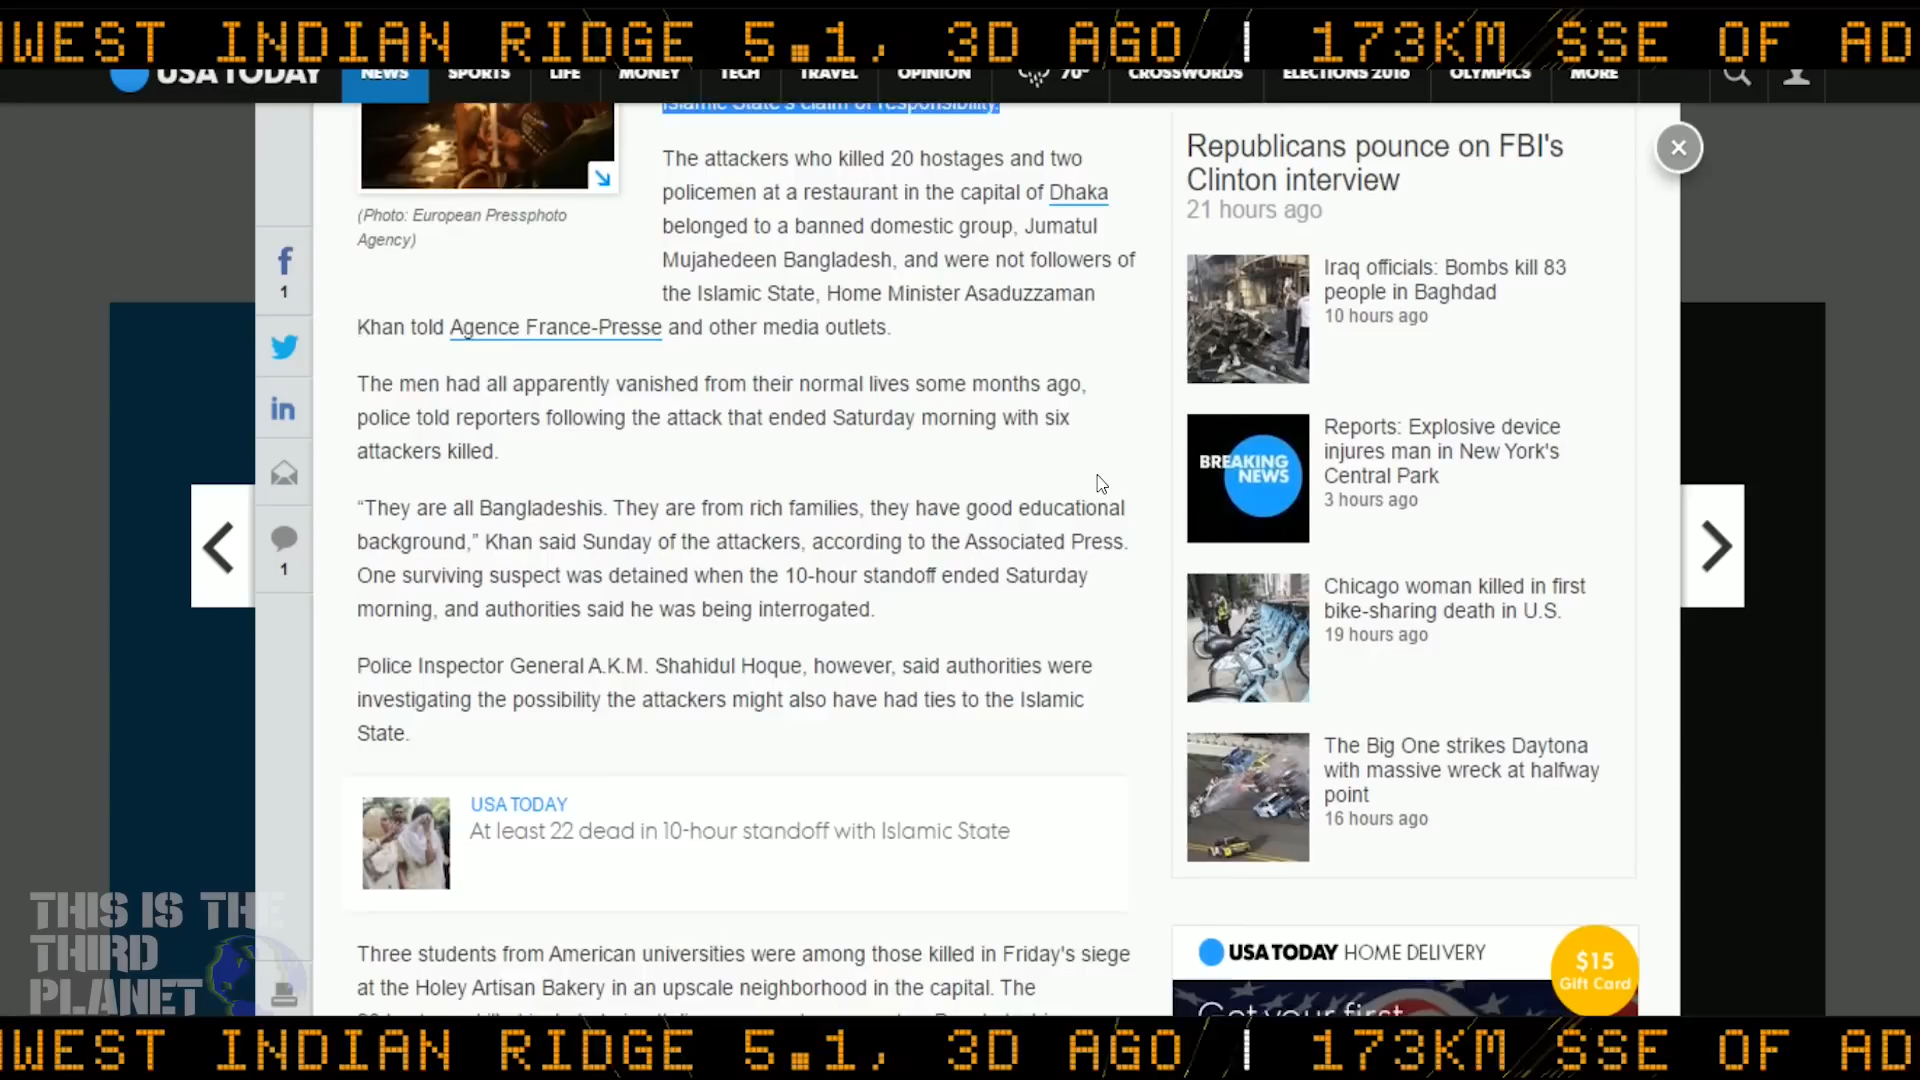 WEST INDIAN RIDGE 5.1, 3D AGO | 173KM SSE OF AD
USA TODAY NEWS SPORTS LIFE MONEY TECH TRAVEL OPINION 70° CROSSWORDS ELECTIONS 2016 OLYMPICS MORE
Islamic State's claim of responsibility.
(Photo: European Pressphoto
Agency)
The attackers who killed 20 hostages and two
policemen at a restaurant in the capital of Dhaka
belonged to a banned domestic group, Jumatul
Mujahedeen Bangladesh, and were not followers of
the Islamic State, Home Minister Asaduzzaman
Khan told Agence France-Presse and other media outlets.
The men had all apparently vanished from their normal lives some months ago,
police told reporters following the attack that ended Saturday morning with six
attackers killed.
“They are all Bangladeshis. They are from rich families, they have good educational
background,” Khan said Sunday of the attackers, according to the Associated Press.
One surviving suspect was detained when the 10-hour standoff ended Saturday
morning, and authorities said he was being interrogated.
Police Inspector General A.K.M. Shahidul Hoque, however, said authorities were
investigating the possibility the attackers might also have had ties to the Islamic
State.
USA TODAY
At least 22 dead in 10-hour standoff with Islamic State
Three students from American universities were among those killed in Friday's siege
at the Holey Artisan Bakery in an upscale neighborhood in the capital. The
1
1
Republicans pounce on FBI's
Clinton interview
21 hours ago
Iraq officials: Bombs kill 83
people in Baghdad
10 hours ago
BREAKING
NEWS
Reports: Explosive device
injures man in New York's
Central Park
3 hours ago
Chicago woman killed in first
bike-sharing death in U.S.
19 hours ago
The Big One strikes Daytona
with massive wreck at halfway
point
16 hours ago
USA TODAY HOME DELIVERY
$15
Gift Card
Get your first
THIS IS THE
THIRD
PLANET
WEST INDIAN RIDGE 5.1, 3D AGO | 173KM SSE OF AD